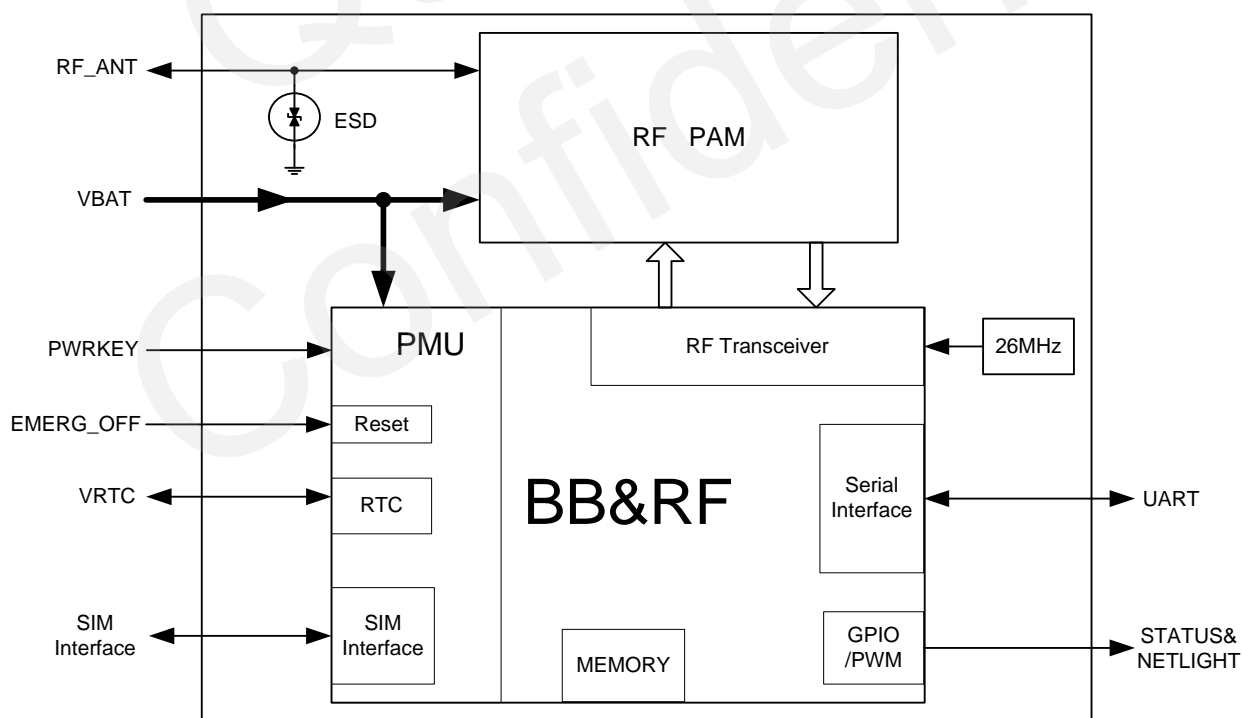 RF_ANT
ESD
RF PAM
VBAT
PWRKEY
PMU
RF Transceiver
26MHz
EMERG_OFF
Reset
VRTC
RTC
BB&RF
Serial
Interface
UART
SIM
Interface
SIM
Interface
MEMORY
GPIO
/PWM
STATUS&
NETLIGHT